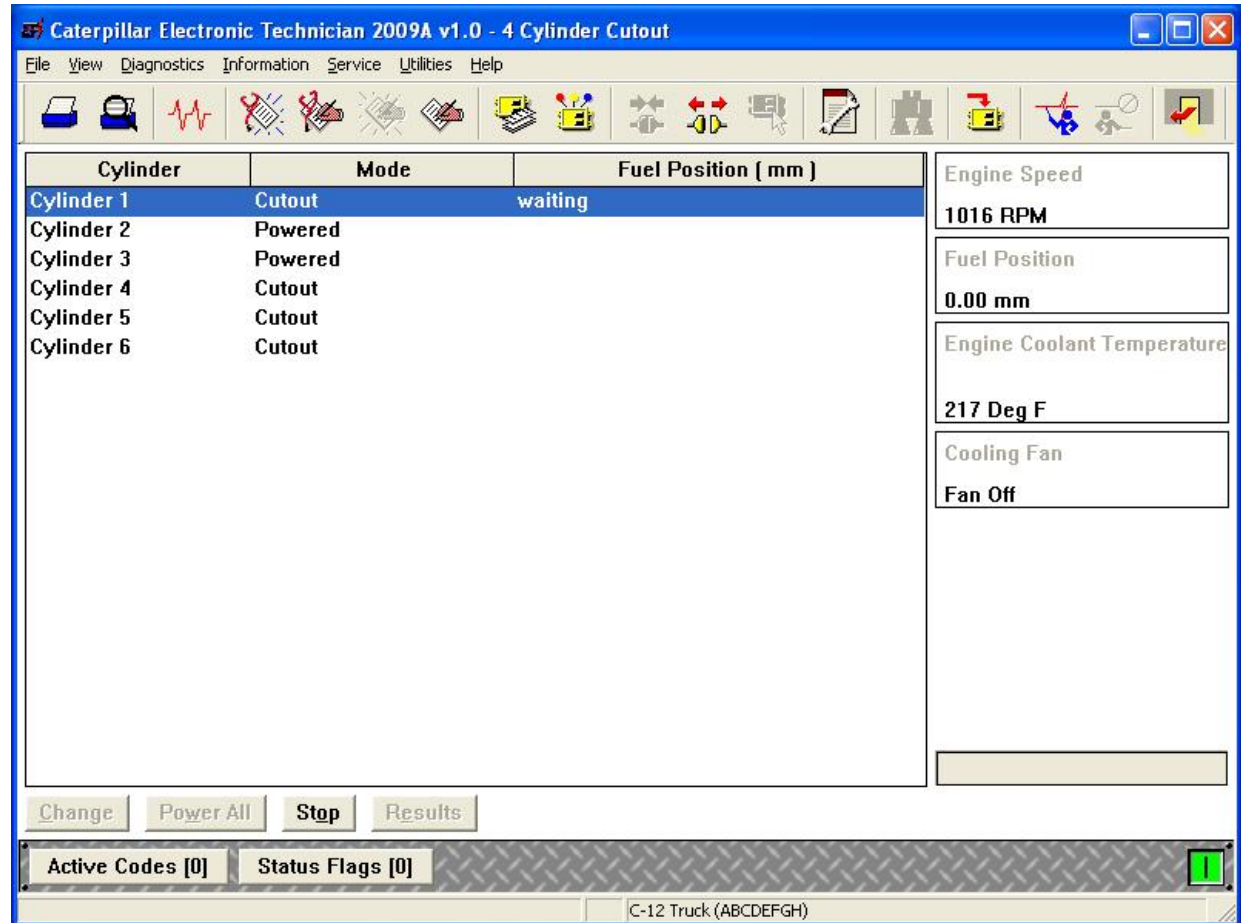 Caterpillar Electronic Technician 2009A v1.0 - 4 Cylinder Cutout
File View Diagnostics Information Service Utilities Help
Cylinder Mode Fuel Position ( mm )
Cylinder 1 Cutout waiting
Cylinder 2 Powered
Cylinder 3 Powered
Cylinder 4 Cutout
Cylinder 5 Cutout
Cylinder 6 Cutout
Engine Speed
1016 RPM
Fuel Position
0.00 mm
Engine Coolant Temperature
217 Deg F
Cooling Fan
Fan Off
Change Power All Stop Results
Active Codes [0] Status Flags [0]
C-12 Truck (ABCDEFGH)